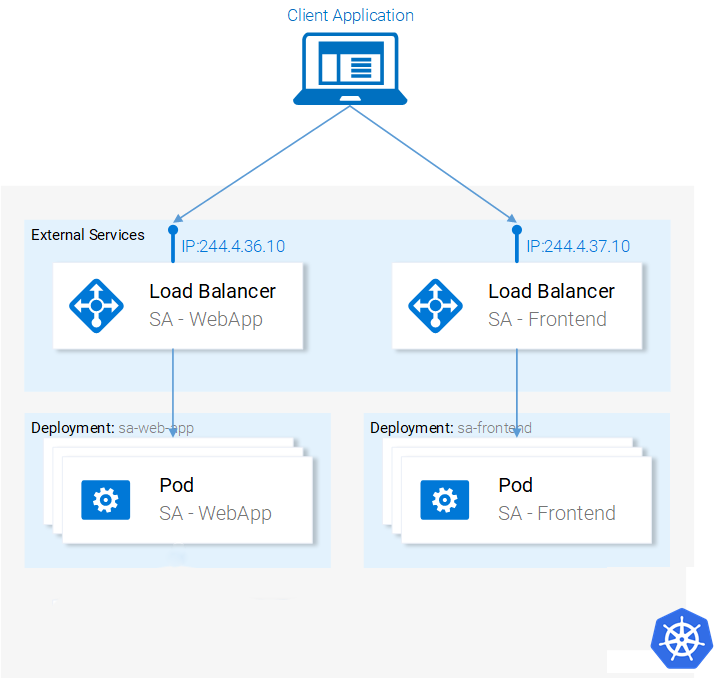 Client Application
External Services
IP:244.4.36.10
IP:244.4.37.10
Load Balancer
SA - WebApp
Load Balancer
SA - Frontend
Deployment: sa-web-app
Pod
SA - WebApp
Deployment: sa-frontend
Pod
SA - Frontend